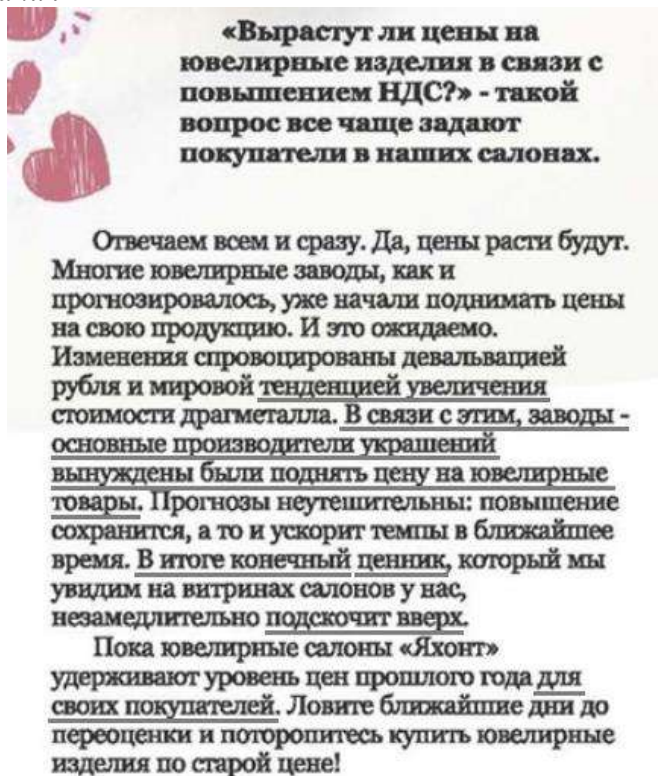 «Вырастут ли цены на
ювелирные изделия в связи с
повышением НДС?» - такой
вопрос все чаще задают
покупатели в наших салонах.
Отвечаем всем и сразу. Да, цены расти будут.
Многие ювелирные заводы, как и
прогнозировалось, уже начали поднимать цены
на свою продукцию. И это ожидаемо.
Изменения спровоцированы девальвацией
рубля и мировой тенденцией увеличения
стоимости драгметалла. В связи с этим, заводы -
основные производители украшений
вынуждены были поднять цену на ювелирные
товары. Прогнозы неутешительны: повышение
сохранится, а то и ускорит темпы в ближайшее
время. В итоге конечный ценник, который мы
увидим на витринах салонов у нас,
незамедлительно подскочит вверх.
Пока ювелирные салоны «Яхонт»
удерживают уровень цен прошлого года для
своих покупателей. Ловите ближайшие дни до
переоценки и поторопитесь купить ювелирные
изделия по старой цене!